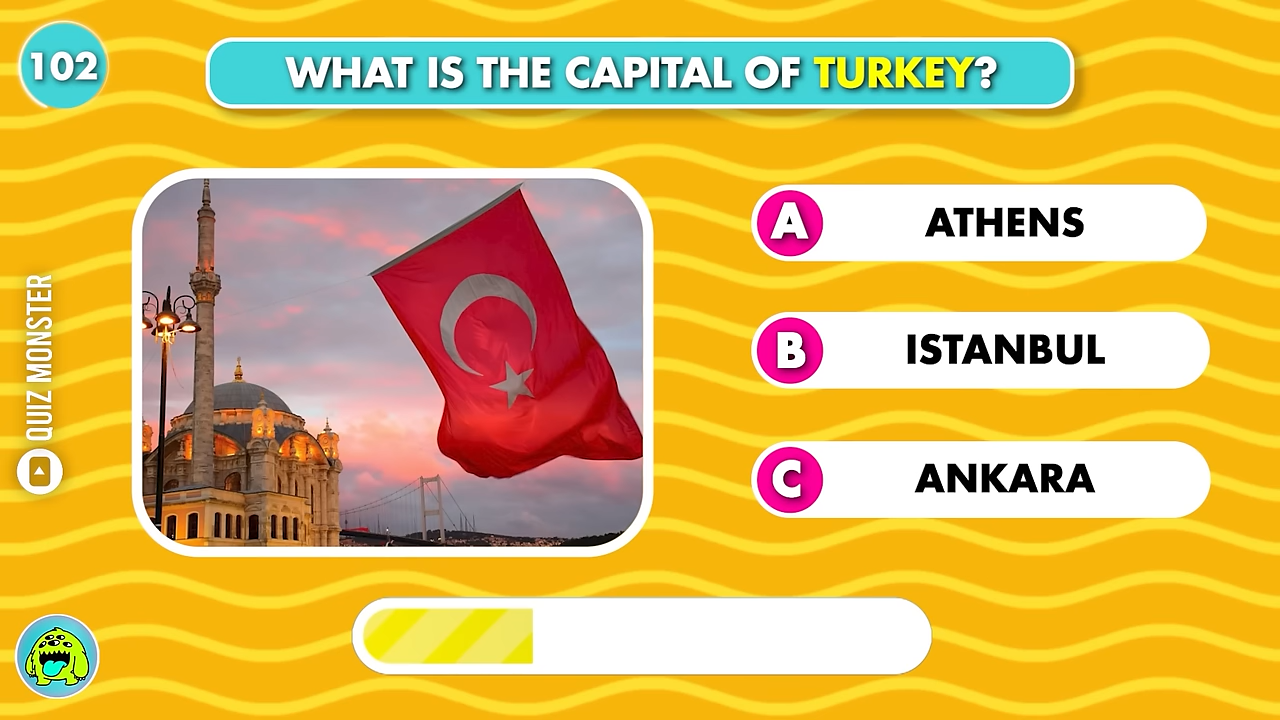 102
WHAT IS THE CAPITAL OF TURKEY?
A ATHENS
B ISTANBUL
C ANKARA
QUIZ MONSTER